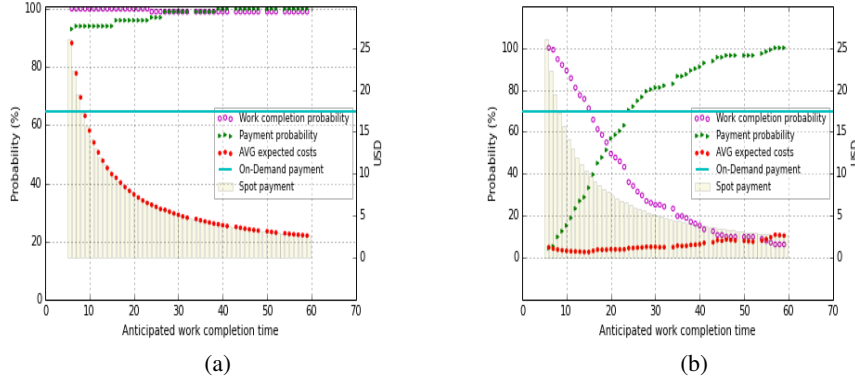 100
80
60
40
20
0
Probability (%)
25
20
15
10
5
0
USD
Work completion probability
Payment probability
AVG expected costs
On-Demand payment
Spot payment
0 10 20 30 40 50 60 70
Anticipated work completion time
(a)
100
80
60
40
20
0
Probability (%)
25
20
15
10
5
0
USD
Work completion probability
Payment probability
AVG expected costs
On-Demand payment
Spot payment
0 10 20 30 40 50 60 70
Anticipated work completion time
(b)